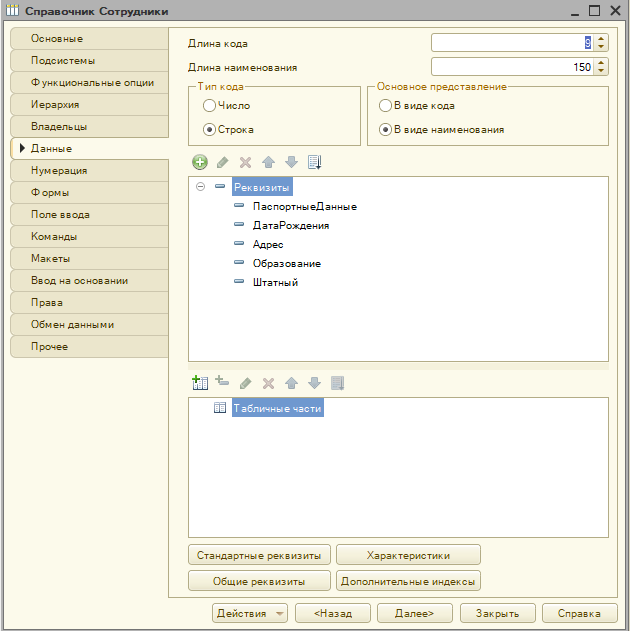 Справочник Сотрудники
Основные
Подсистемы
Функциональные опции
Иерархия
Владельцы
Данные
Нумерация
Формы
Поле ввода
Команды
Макеты
Ввод на основании
Права
Обмен данными
Прочее
Длина кода 9
Длина наименования 150
Тип кода
Число
Строка
Основное представление
В виде кода
В виде наименования
Реквизиты
ПаспортныеДанные
ДатаРождения
Адрес
Образование
Штатный
Табличные части
Стандартные реквизиты Характеристики
Общие реквизиты Дополнительные индексы
Действия <Назад Далее> Закрыть Справка